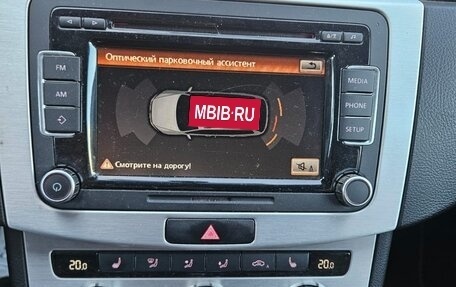 Оптический парковочный ассистент
FM
MEDIA
AM
PHONE
MBIB·RU
SETUP
Смотрите на дорогу!
20.0
20.0